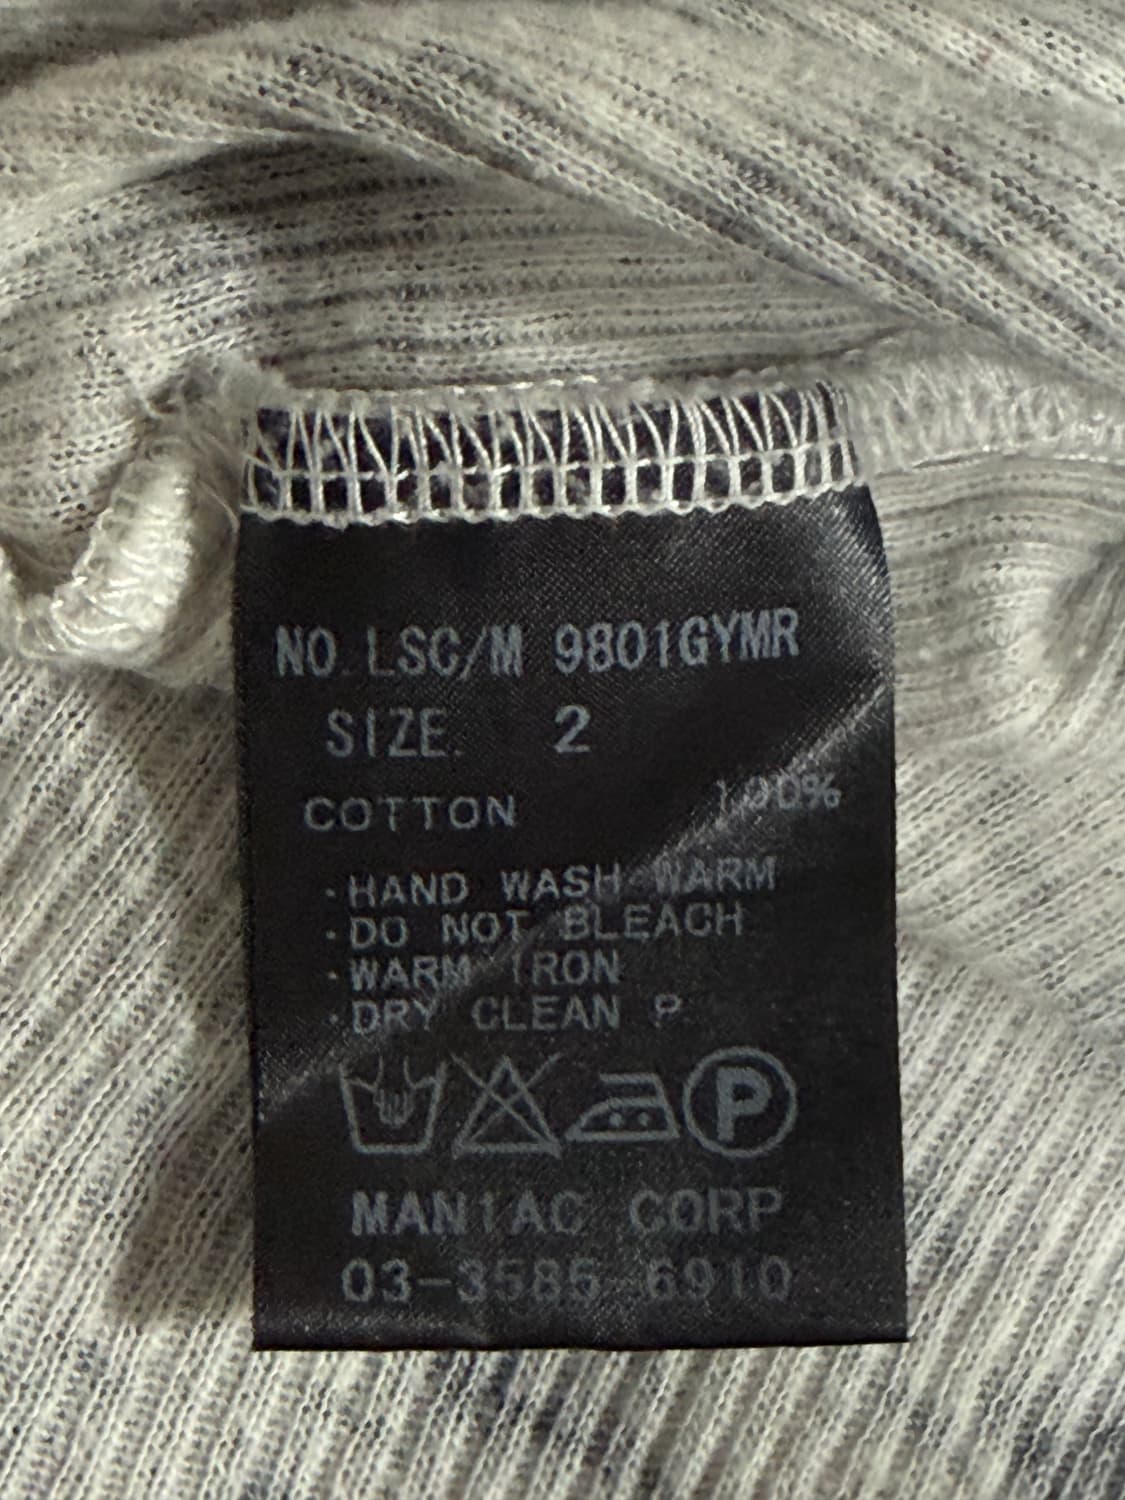 NO. LSC/M 9801GYMR
SIZE. 2
COTTON 100%
・HAND WASH WARM
・DO NOT BLEACH
・WARM IRON
・DRY CLEAN P
P
MANIAC CORP
03-3585-6910